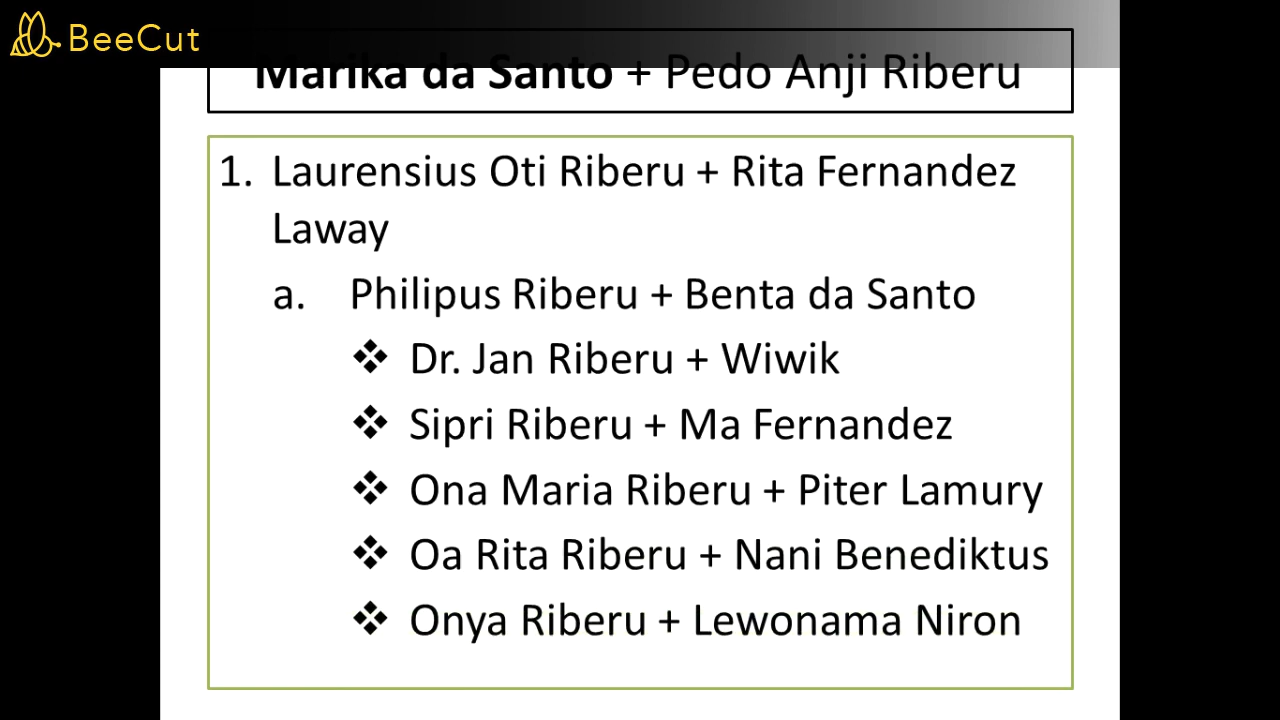 BeeCut
Marika da Santo + Pedo Anji Riberu
1. Laurensius Oti Riberu + Rita Fernandez
Laway
a. Philipus Riberu + Benta da Santo
❖ Dr. Jan Riberu + Wiwik
❖ Sipri Riberu + Ma Fernandez
❖ Ona Maria Riberu + Piter Lamury
❖ Oa Rita Riberu + Nani Benediktus
❖ Onya Riberu + Lewonama Niron